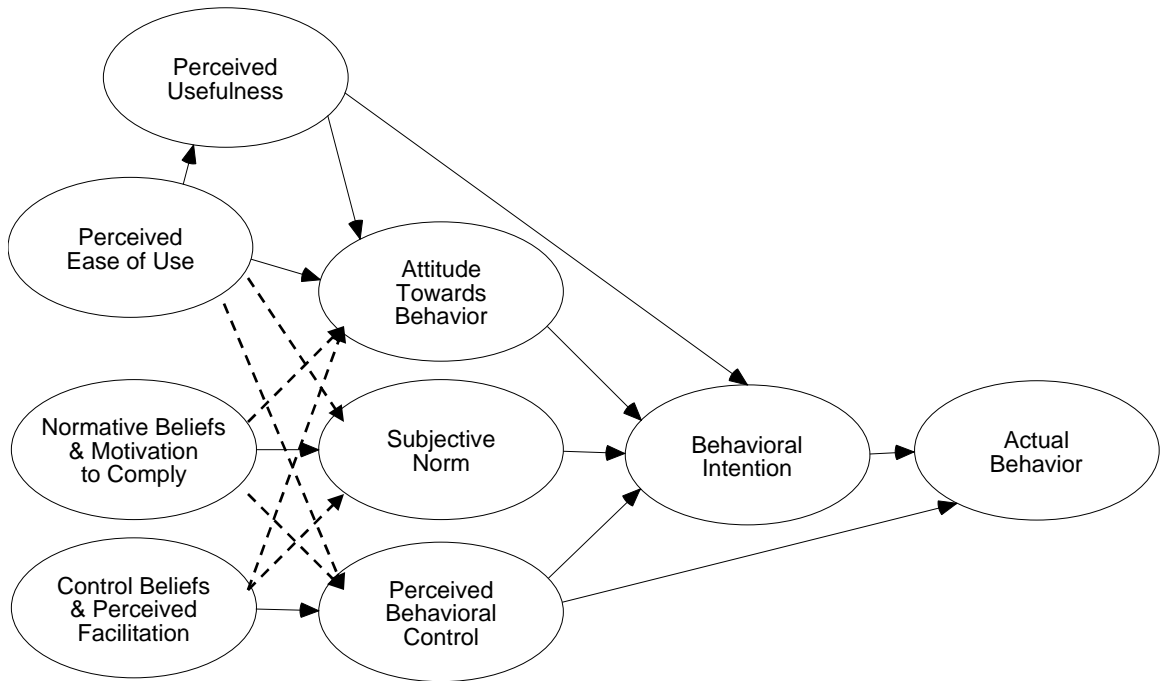 Perceived
Usefulness
Perceived
Ease of Use
Attitude
Towards
Behavior
Normative Beliefs
& Motivation
to Comply
Subjective
Norm
Behavioral
Intention
Actual
Behavior
Control Beliefs
& Perceived
Facilitation
Perceived
Behavioral
Control